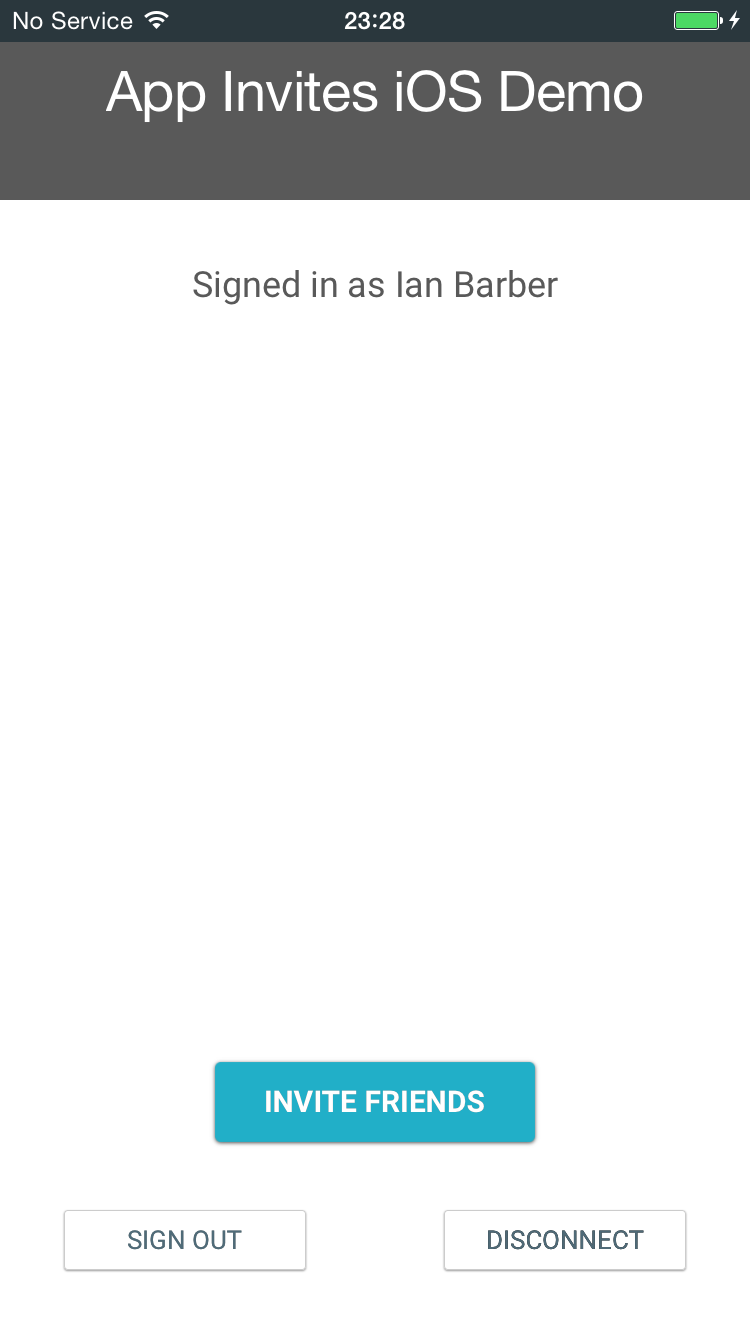 No Service 23:28
App Invites iOS Demo
Signed in as Ian Barber
INVITE FRIENDS
SIGN OUT DISCONNECT